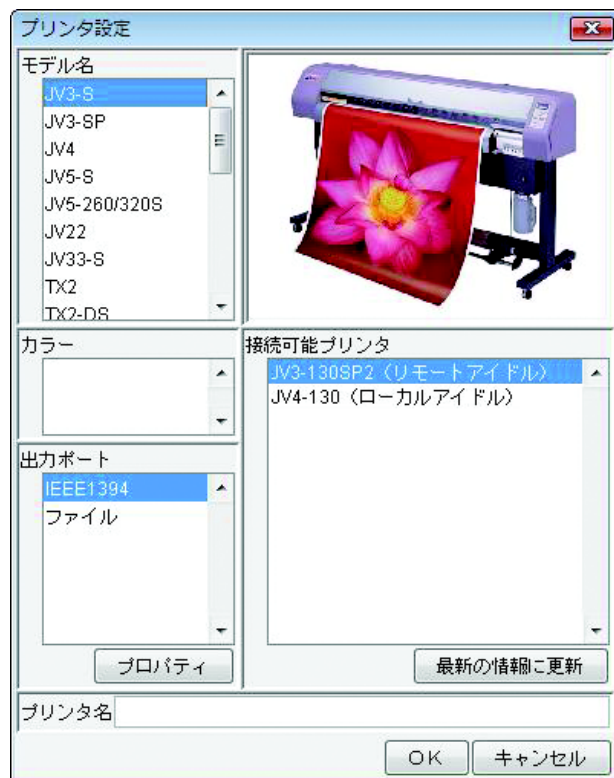 プリンタ設定
モデル名
JV3-S
JV3-SP
JV4
JV5-S
JV5-260/320S
JV22
JV33-S
TX2
TX2-DS
カラー
出力ポート
IEEE1394
ファイル
プロパティ
接続可能プリンタ
JV3-130SP2（リモートアイドル）
JV4-130（ローカルアイドル）
最新の情報に更新
プリンタ名
OK
キャンセル